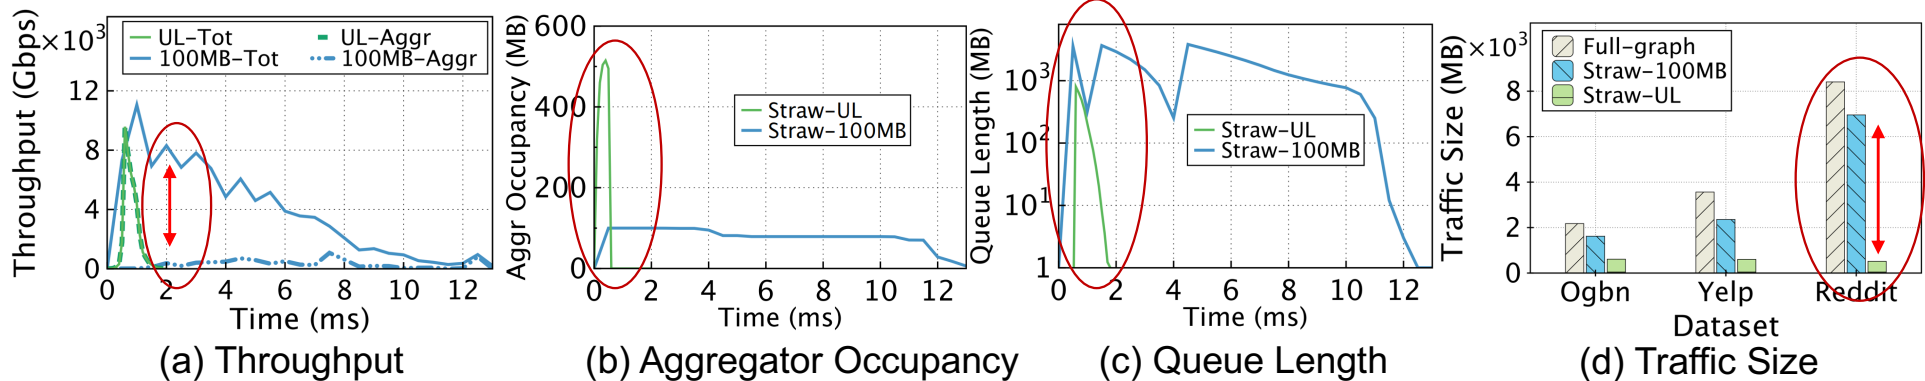 ×10³
Throughput (Gbps)
UL-Tot
UL-Aggr
100MB-Tot
100MB-Aggr
12
8
4
0
0 2 4 6 8 10 12
Time (ms)
(a) Throughput
Aggr Occupancy (MB)
600
400
200
0
Straw-UL
Straw-100MB
0 2 4 6 8 10 12
Time (ms)
(b) Aggregator Occupancy
Queue Length (MB)
10³
10²
10¹
1
Straw-UL
Straw-100MB
0 2 4 6 8 10 12
Time (ms)
(c) Queue Length
Traffic Size (MB)
×10³
Full-graph
Straw-100MB
Straw-UL
8
6
4
2
0
Ogbn Yelp Reddit
Dataset
(d) Traffic Size